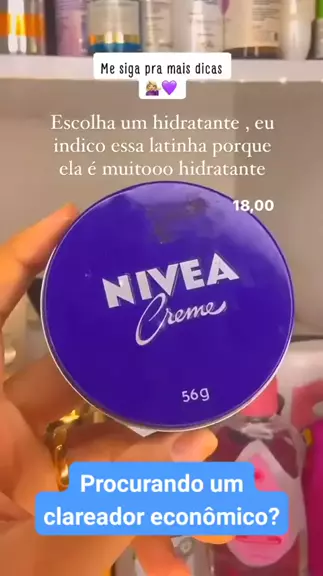 Me siga pra mais dicas
Escolha um hidratante , eu
indico essa latinha porque
ela é muitooo hidratante
18,00
NIVEA
Creme
56g
Procurando um
clareador econômico?